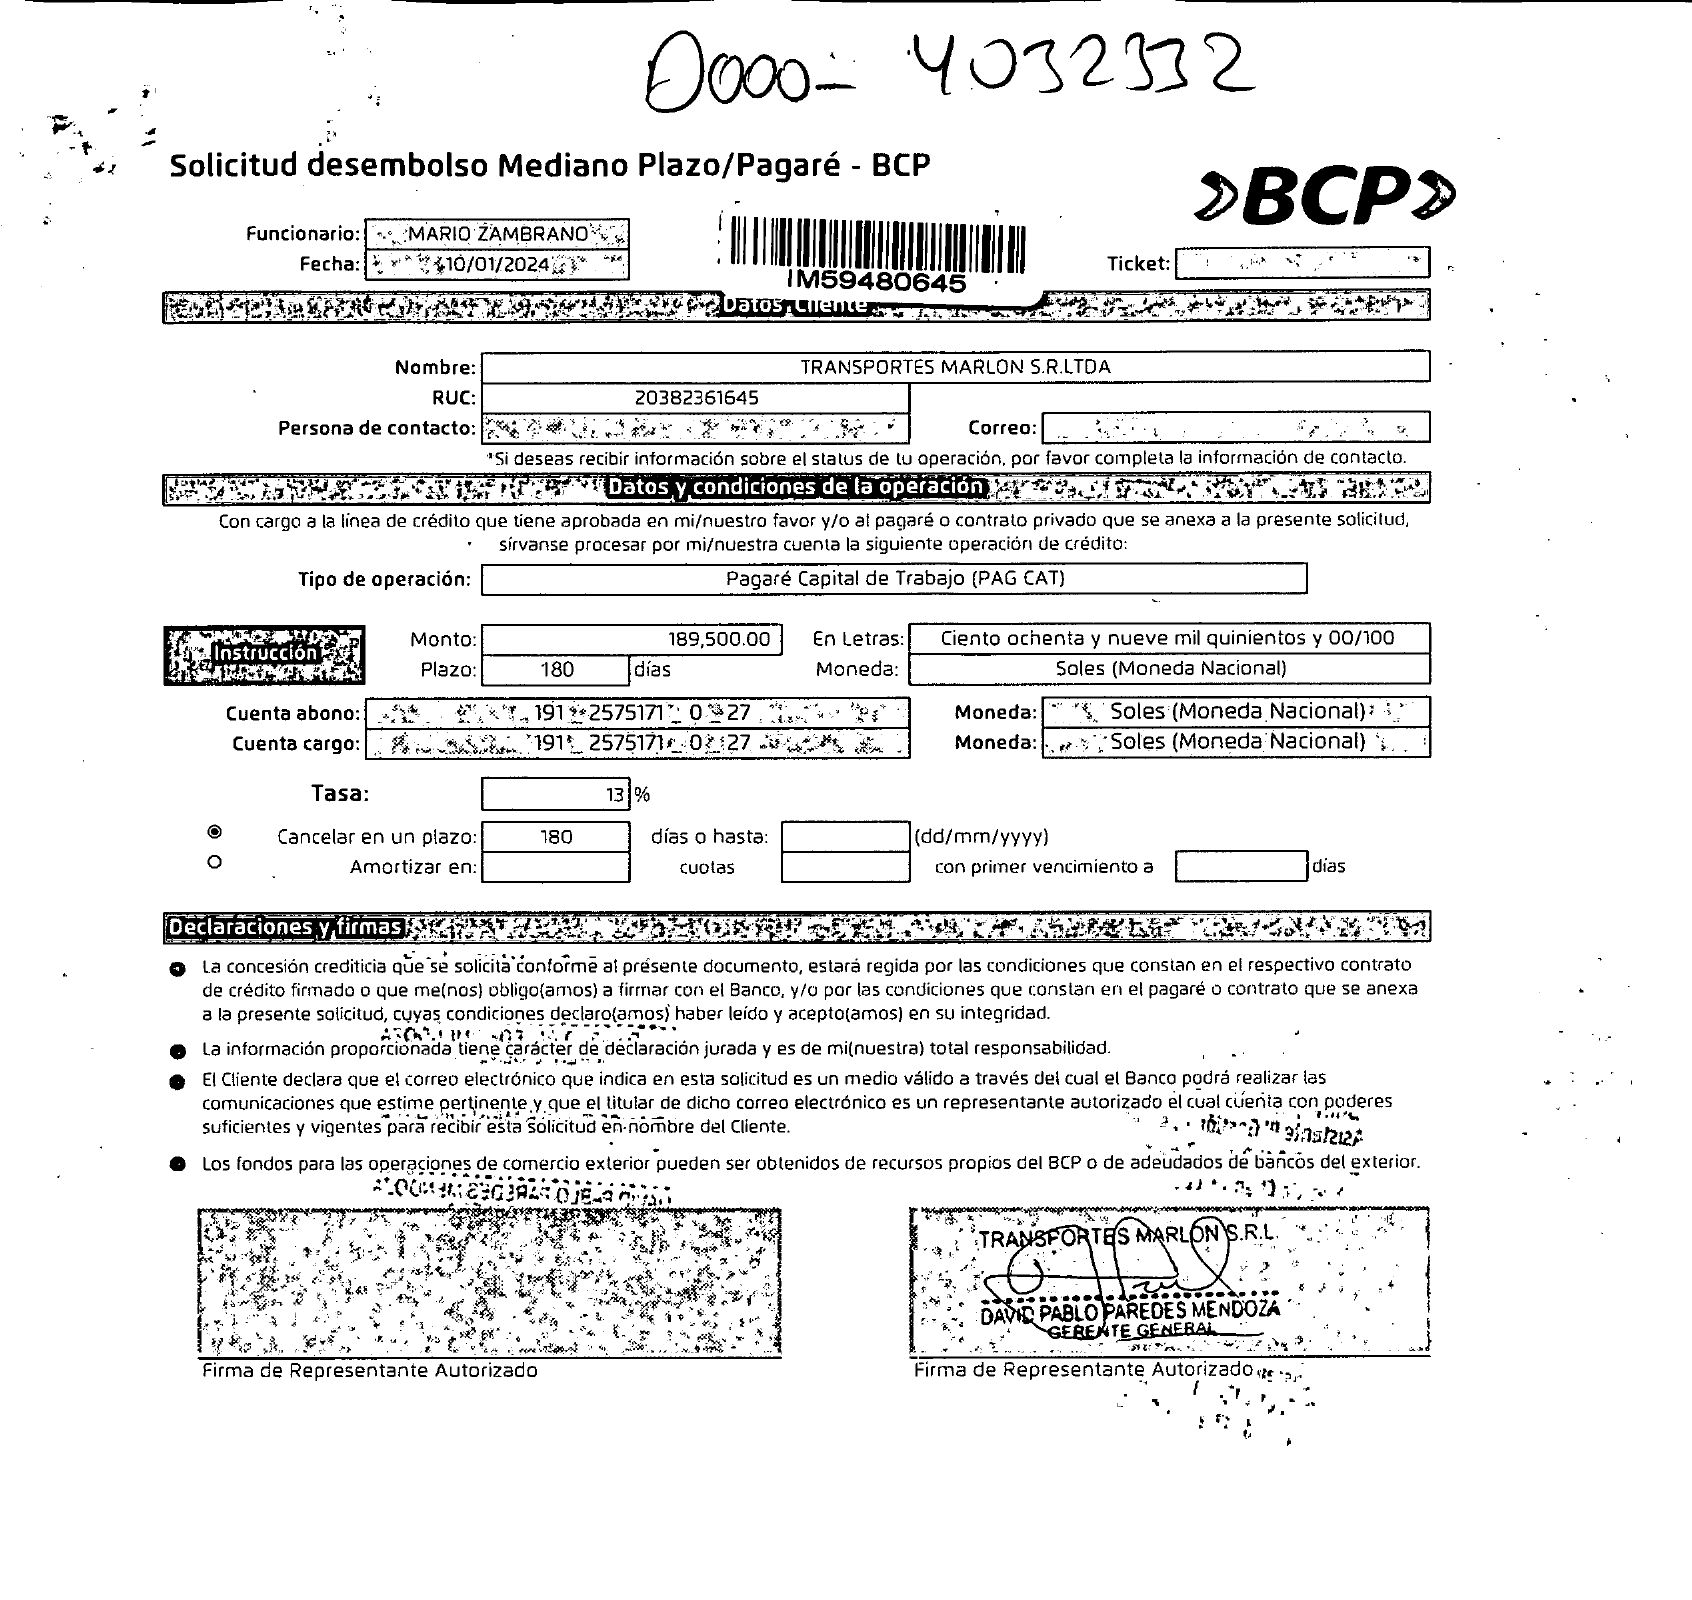 0000- 4032332
Solicitud desembolso Mediano Plazo/Pagaré - BCP
»BCP»
Funcionario: MARIO ZAMBRANO
Fecha: 10/01/2024
IM59480645
Ticket:
Datos Cliente
Nombre: TRANSPORTES MARLON S.R.LTDA
RUC: 20382361645
Persona de contacto: Correo:
*Si deseas recibir información sobre el status de tu operación, por favor completa la información de contacto.
Datos y condiciones de la operación
Con cargo a la línea de crédito que tiene aprobada en mi/nuestro favor y/o al pagaré o contrato privado que se anexa a la presente solicitud,
sírvanse procesar por mi/nuestra cuenta la siguiente operación de crédito:
Tipo de operación: Pagaré Capital de Trabajo (PAG CAT)
Instrucción
Monto: 189,500.00 En Letras: Ciento ochenta y nueve mil quinientos y 00/100
Plazo: 180 días Moneda: Soles (Moneda Nacional)
Cuenta abono: 191 2575171 0 27 Moneda: Soles (Moneda Nacional)
Cuenta cargo: 191 2575171 0 27 Moneda: Soles (Moneda Nacional)
Tasa: 13 %
Cancelar en un plazo: 180 días o hasta: (dd/mm/yyyy)
Amortizar en: cuotas con primer vencimiento a días
Declaraciones y firmas
La concesión crediticia que se solicita conforme al presente documento, estará regida por las condiciones que constan en el respectivo contrato
de crédito firmado o que me(nos) obligo(amos) a firmar con el Banco, y/o por las condiciones que constan en el pagaré o contrato que se anexa
a la presente solicitud, cuyas condiciones declaro(amos) haber leído y acepto(amos) en su integridad.
La información proporcionada tiene carácter de declaración jurada y es de mi(nuestra) total responsabilidad.
El Cliente declara que el correo electrónico que indica en esta solicitud es un medio válido a través del cual el Banco podrá realizar las
comunicaciones que estime pertinente y que el titular de dicho correo electrónico es un representante autorizado el cual cuenta con poderes
suficientes y vigentes para recibir esta solicitud en nombre del Cliente.
Los fondos para las operaciones de comercio exterior pueden ser obtenidos de recursos propios del BCP o de adeudados de bancos del exterior.
TRANSPORTES MARLON S.R.L.
DAVID PABLO PAREDES MENDOZA
GERENTE GENERAL
Firma de Representante Autorizado
Firma de Representante Autorizado